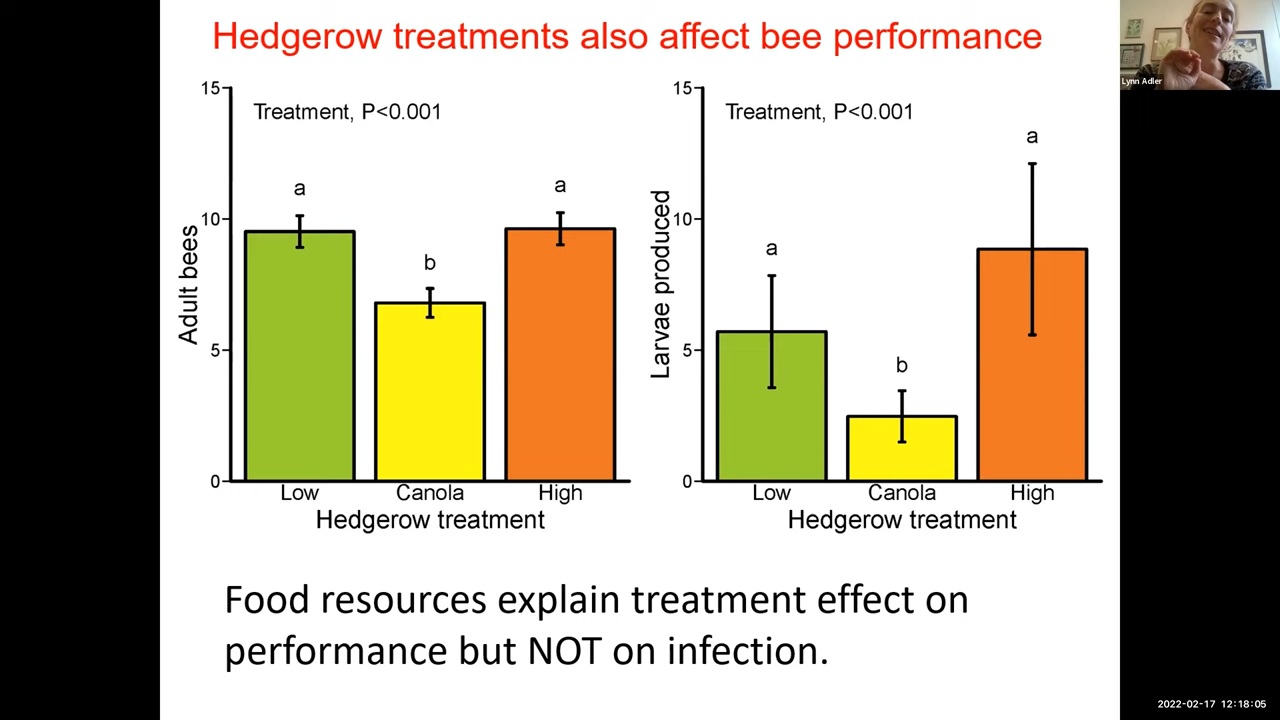 Hedgerow treatments also affect bee performance
Lynn Adler
15
10
5
0
Adult bees
Treatment, P<0.001
a
b
a
Low
Canola
High
Hedgerow treatment
15
10
5
0
Larvae produced
Treatment, P<0.001
a
b
a
Low
Canola
High
Hedgerow treatment
Food resources explain treatment effect on
performance but NOT on infection.
2022-02-17 12:18:05